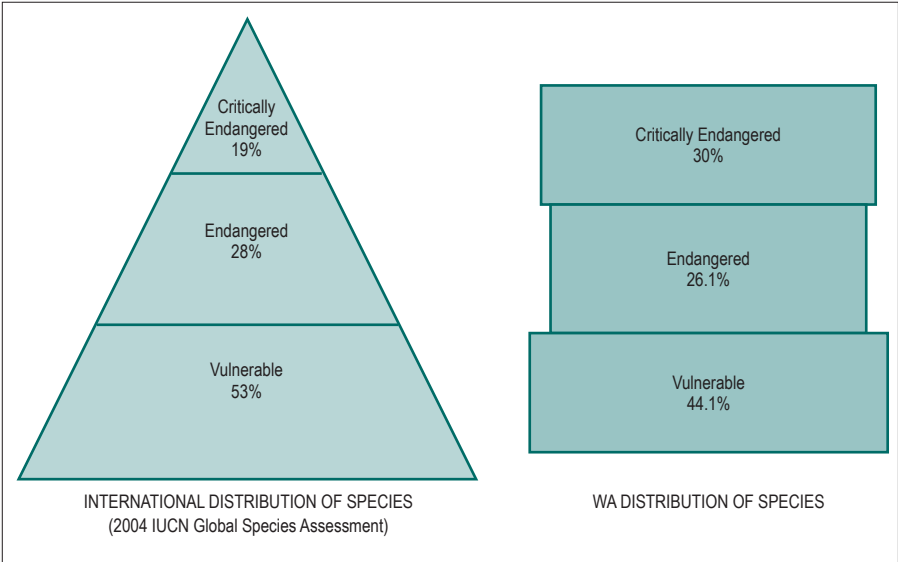 Critically
Endangered
19%
Endangered
28%
Vulnerable
53%
INTERNATIONAL DISTRIBUTION OF SPECIES
(2004 IUCN Global Species Assessment)
Critically Endangered
30%
Endangered
26.1%
Vulnerable
44.1%
WA DISTRIBUTION OF SPECIES